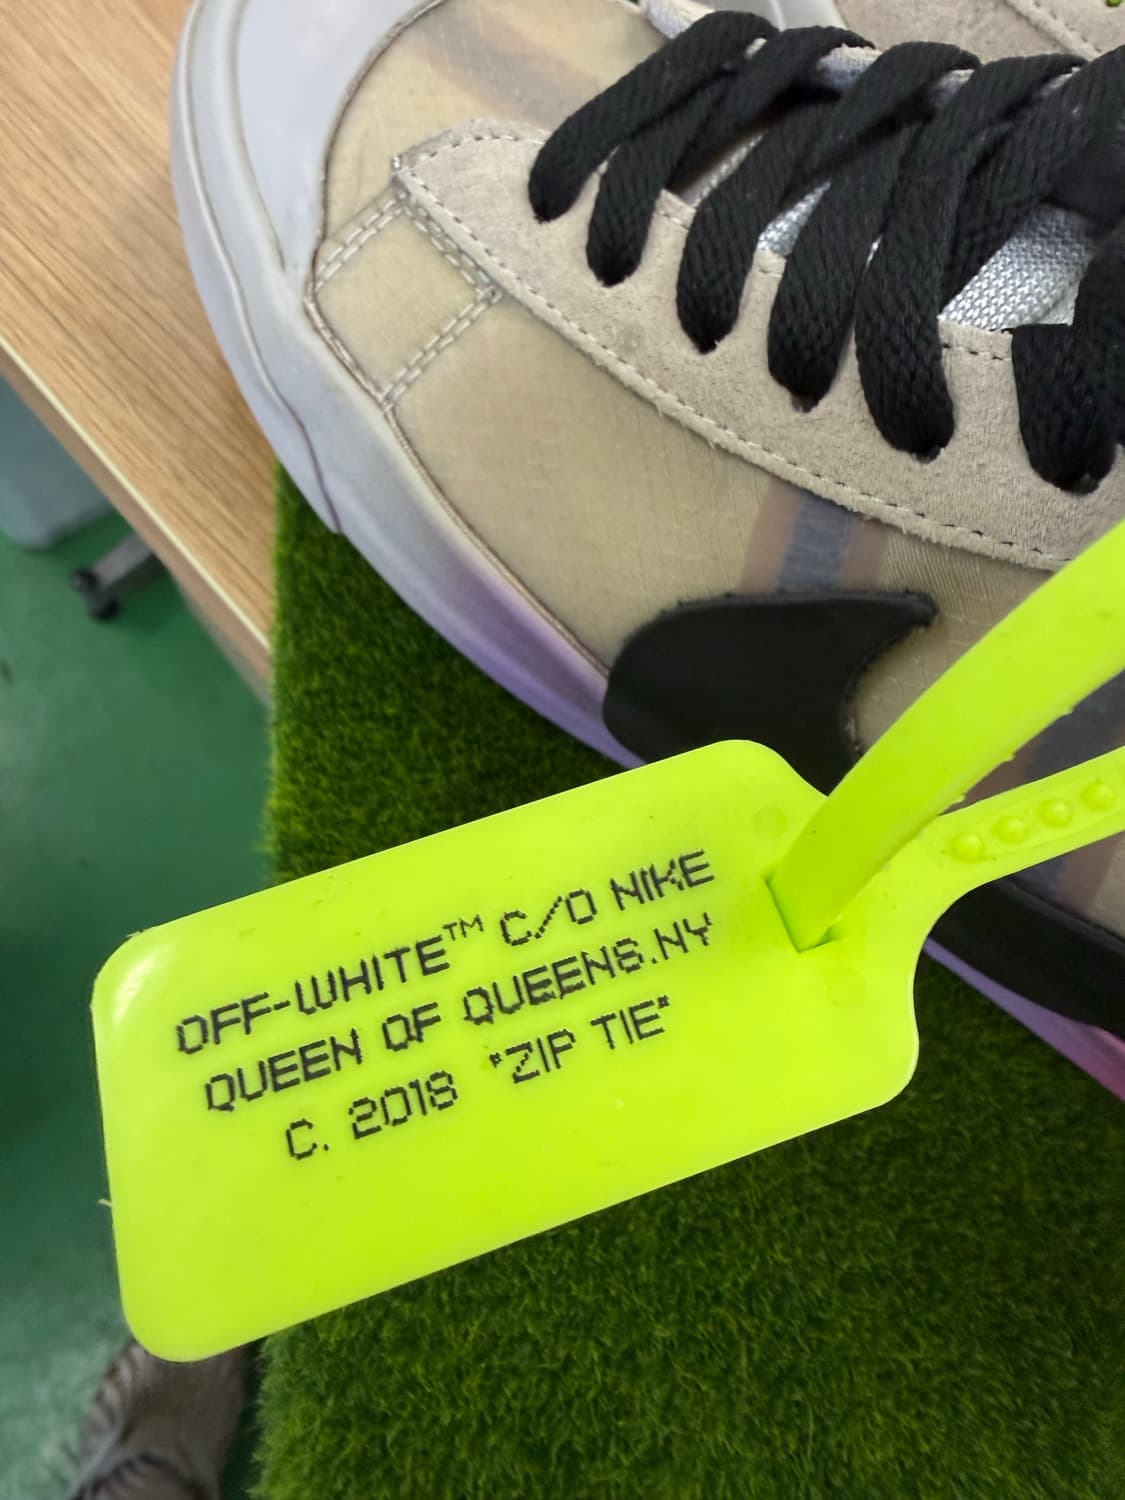 OFF-WHITE™ C/O NIKE
QUEEN OF QUEENS.NY
C. 2018 "ZIP TIE"